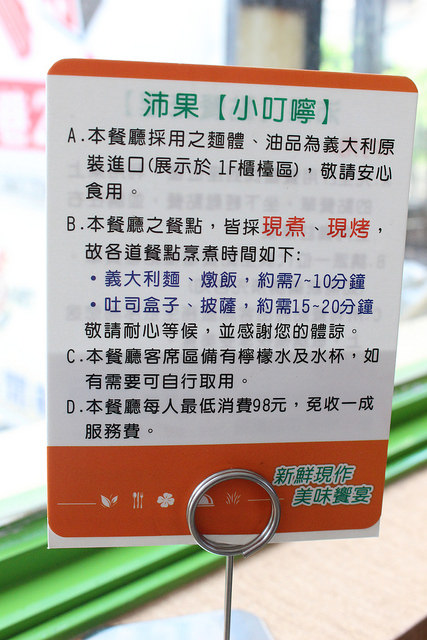 沛果【小叮嚀】
A.本餐廳採用之麵體、油品為義大利原
裝進口(展示於 1F櫃檯區)，敬請安心
食用。
B.本餐廳之餐點，皆採現煮、現烤，
故各道餐點烹煮時間如下:
•義大利麵、燉飯，約需7~10分鐘
•吐司盒子、披薩，約需15~20分鐘
敬請耐心等候，並感謝您的體諒。
C.本餐廳客席區備有檸檬水及水杯，如
有需要可自行取用。
D.本餐廳每人最低消費98元，免收一成
服務費。
新鮮現作
美味饗宴